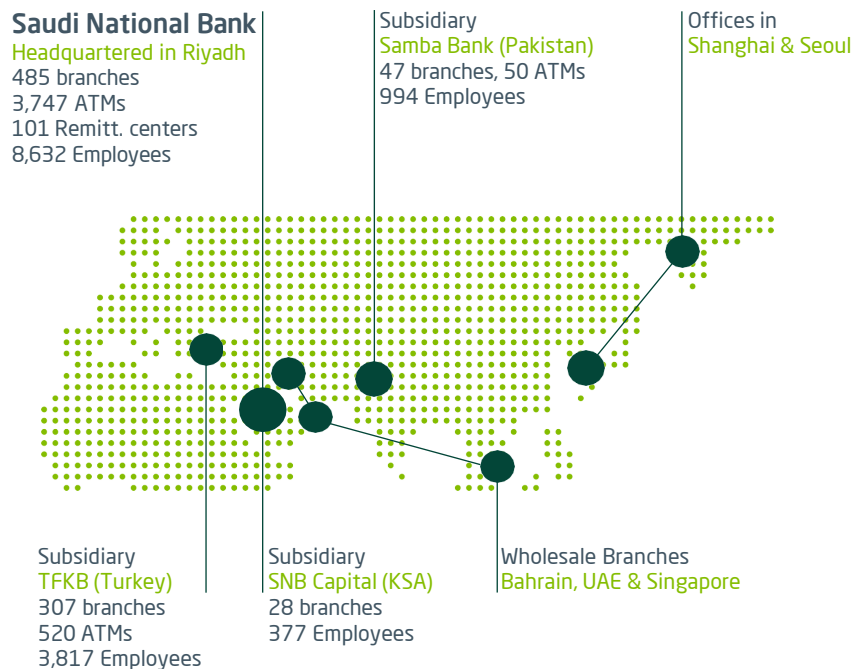 Saudi National Bank
Headquartered in Riyadh
485 branches
3,747 ATMs
101 Remitt. centers
8,632 Employees
Subsidiary
Samba Bank (Pakistan)
47 branches, 50 ATMs
994 Employees
Offices in
Shanghai & Seoul
Subsidiary
TFKB (Turkey)
307 branches
520 ATMs
3,817 Employees
Subsidiary
SNB Capital (KSA)
28 branches
377 Employees
Wholesale Branches
Bahrain, UAE & Singapore